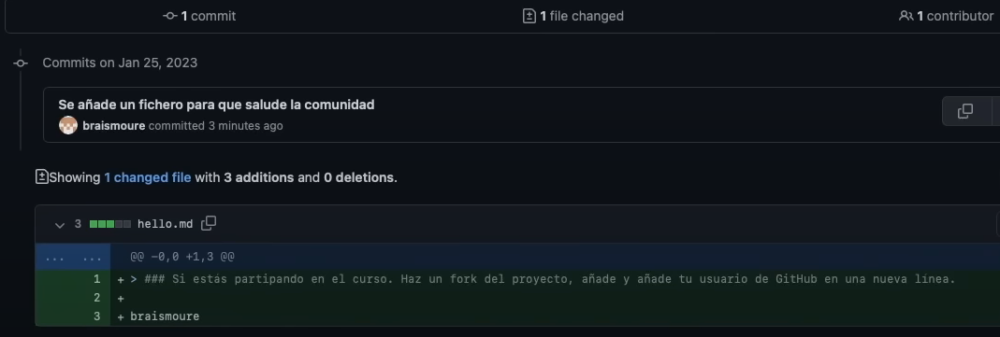 1 commit
1 file changed
1 contributor
Commits on Jan 25, 2023
Se añade un fichero para que salude la comunidad
braismoure committed 3 minutes ago
Showing 1 changed file with 3 additions and 0 deletions.
3 hello.md
... ... @@ -0,0 +1,3 @@
1 + > ### Si estás partipando en el curso. Haz un fork del proyecto, añade y añade tu usuario de GitHub en una nueva línea.
2 +
3 + braismoure